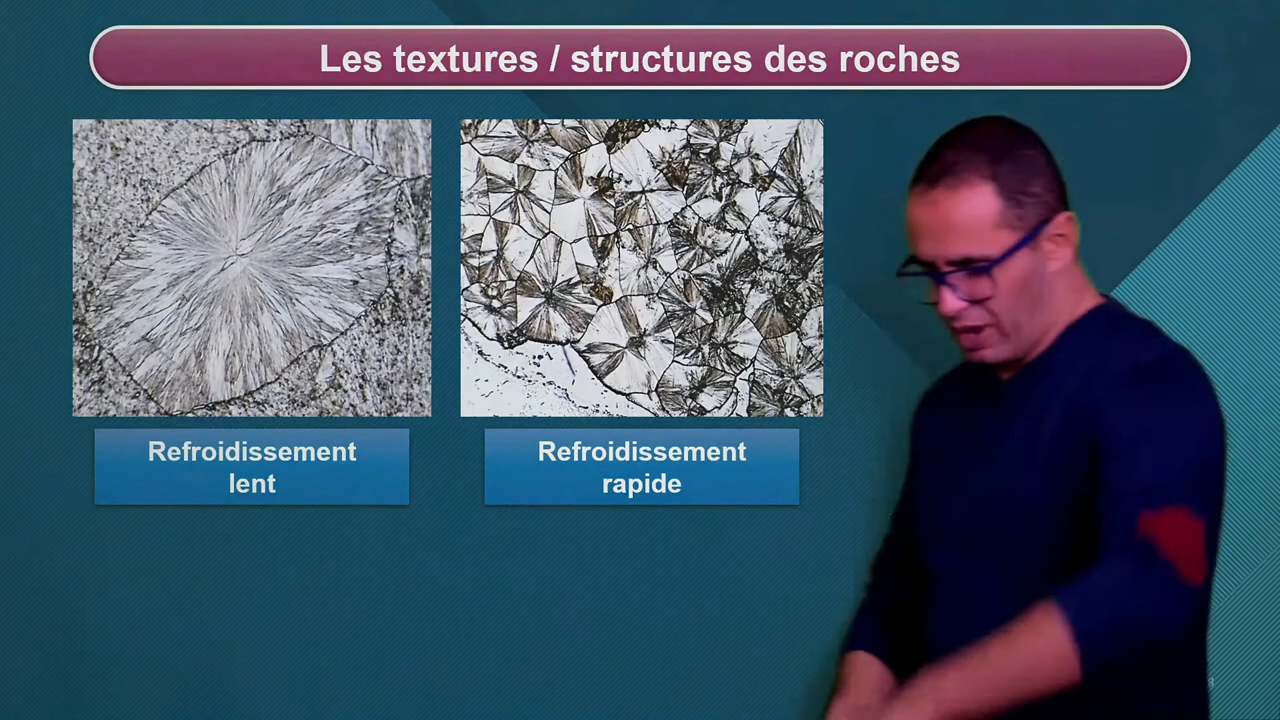 Les textures / structures des roches
Refroidissement
lent
Refroidissement
rapide